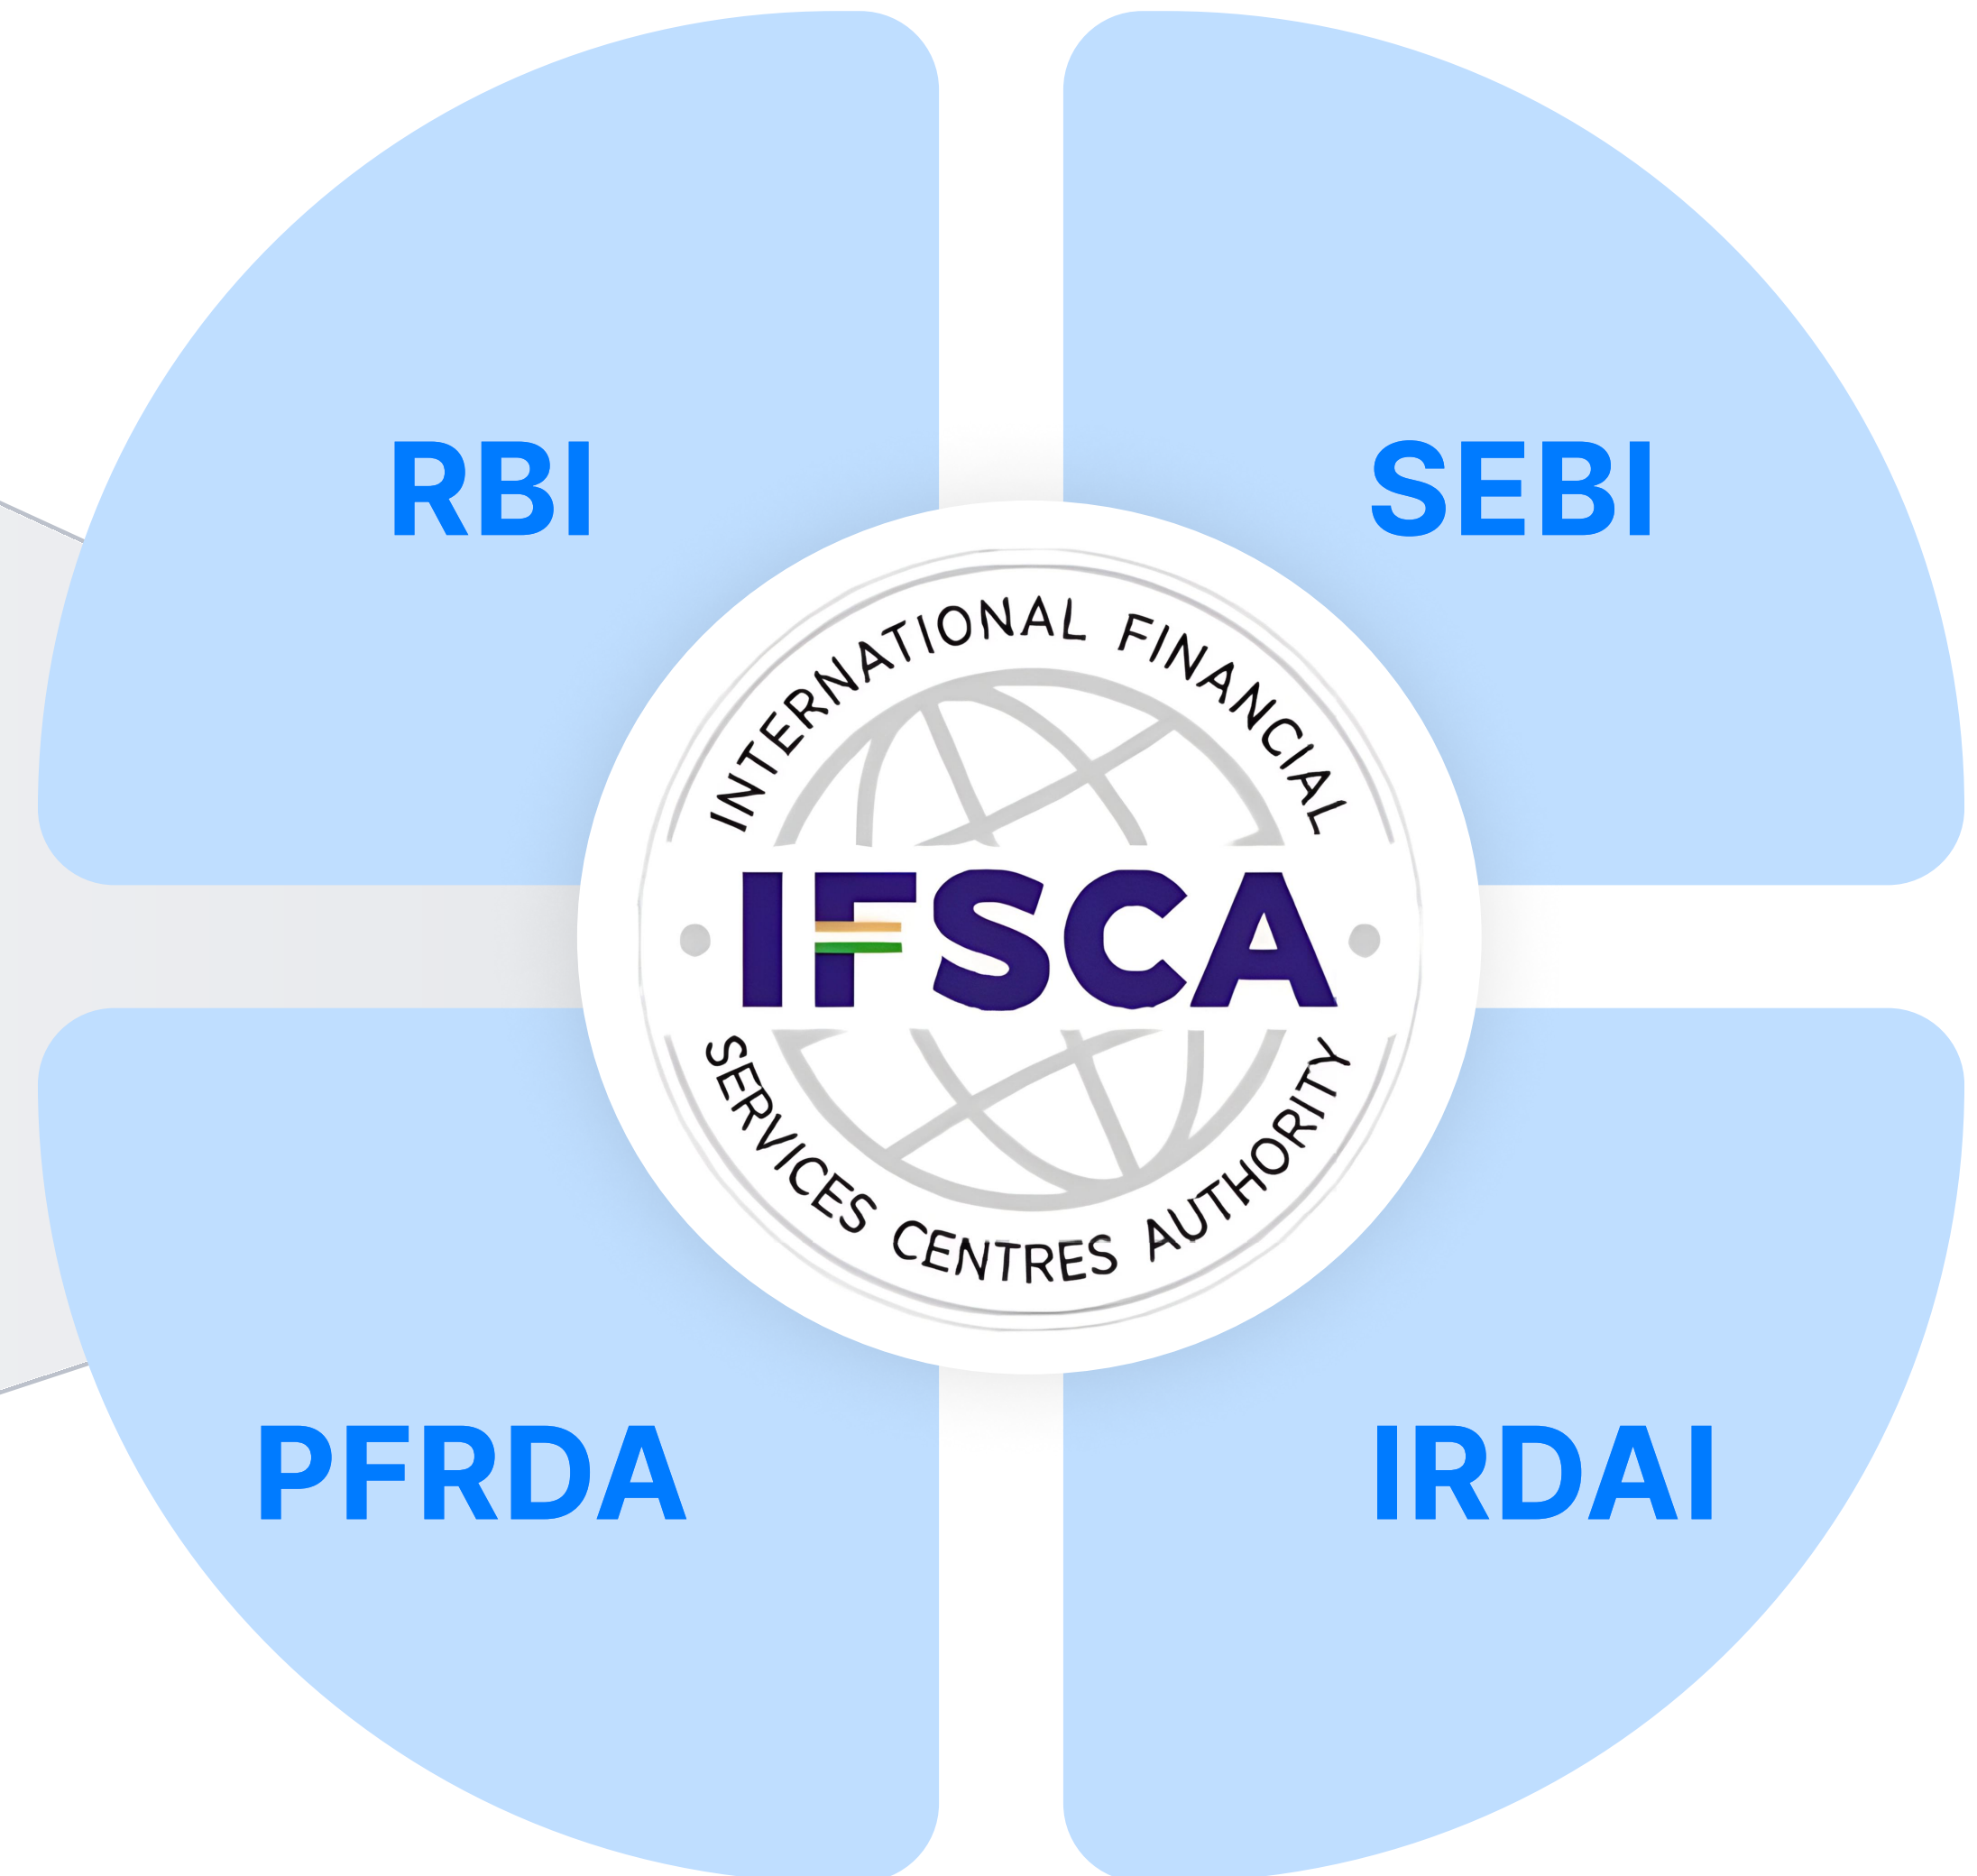 RBI
SEBI
INTERNATIONAL FINANCIAL
IFSCA
SERVICES CENTRES AUTHORITY
PFRDA
IRDAI